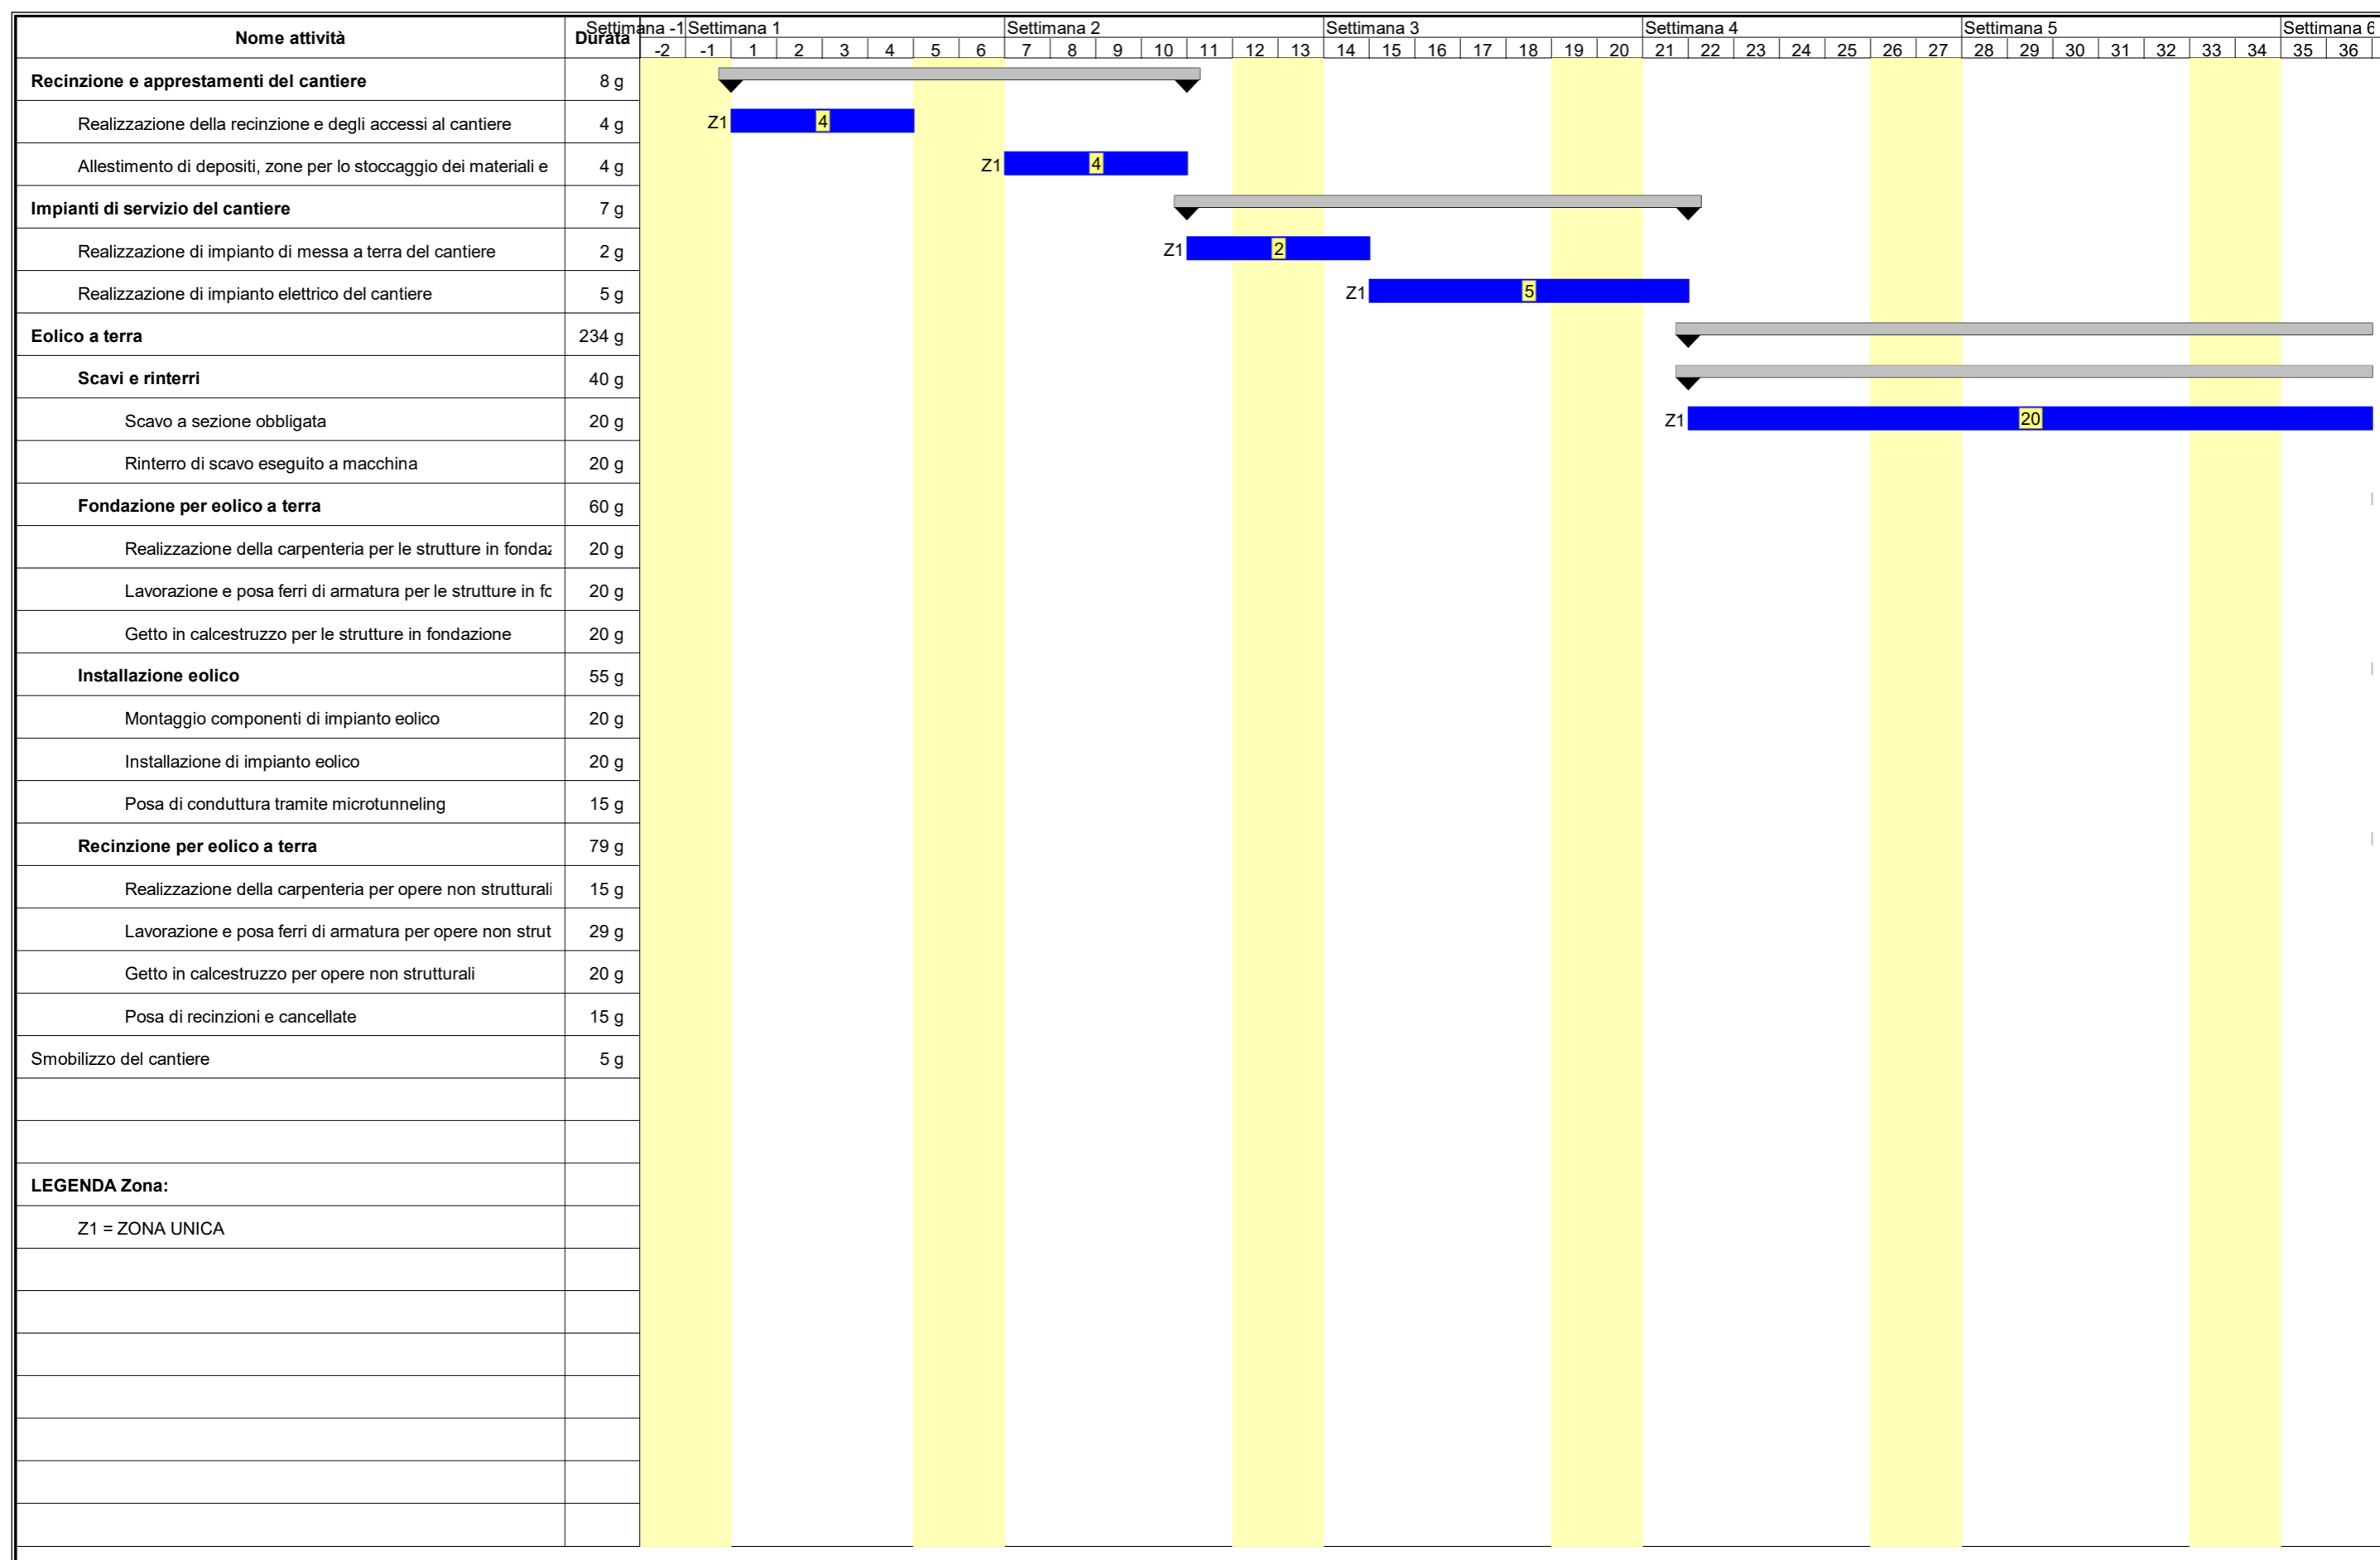 Nome attività Durata Settimana -1 Settimana 1 Settimana 2 Settimana 3 Settimana 4 Settimana 5 Settimana 6
-2 -1 1 2 3 4 5 6 7 8 9 10 11 12 13 14 15 16 17 18 19 20 21 22 23 24 25 26 27 28 29 30 31 32 33 34 35 36
Recinzione e apprestamenti del cantiere 8 g
Realizzazione della recinzione e degli accessi al cantiere 4 g Z1 4
Allestimento di depositi, zone per lo stoccaggio dei materiali e 4 g Z1 4
Impianti di servizio del cantiere 7 g
Realizzazione di impianto di messa a terra del cantiere 2 g Z1 2
Realizzazione di impianto elettrico del cantiere 5 g Z1 5
Eolico a terra 234 g
Scavi e rinterri 40 g
Scavo a sezione obbligata 20 g Z1 20
Rinterro di scavo eseguito a macchina 20 g
Fondazione per eolico a terra 60 g
Realizzazione della carpenteria per le strutture in fondaz 20 g
Lavorazione e posa ferri di armatura per le strutture in fo 20 g
Getto in calcestruzzo per le strutture in fondazione 20 g
Installazione eolico 55 g
Montaggio componenti di impianto eolico 20 g
Installazione di impianto eolico 20 g
Posa di conduttura tramite microtunneling 15 g
Recinzione per eolico a terra 79 g
Realizzazione della carpenteria per opere non strutturali 15 g
Lavorazione e posa ferri di armatura per opere non strut 29 g
Getto in calcestruzzo per opere non strutturali 20 g
Posa di recinzioni e cancellate 15 g
Smobilizzo del cantiere 5 g
LEGENDA Zona:
Z1 = ZONA UNICA